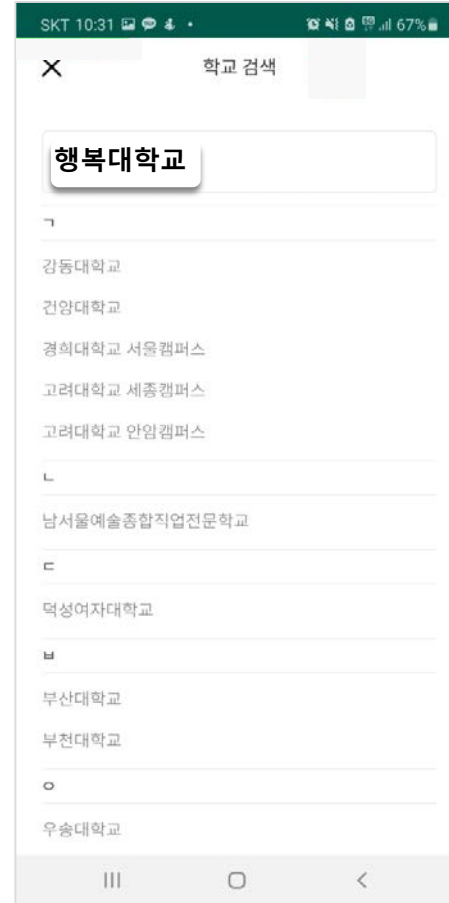 SKT 10:31 67%
학교 검색
행복대학교
ㄱ
강동대학교
건양대학교
경희대학교 서울캠퍼스
고려대학교 세종캠퍼스
고려대학교 안암캠퍼스
ㄴ
남서울예술종합직업전문학교
ㄷ
덕성여자대학교
ㅂ
부산대학교
부천대학교
ㅇ
우송대학교